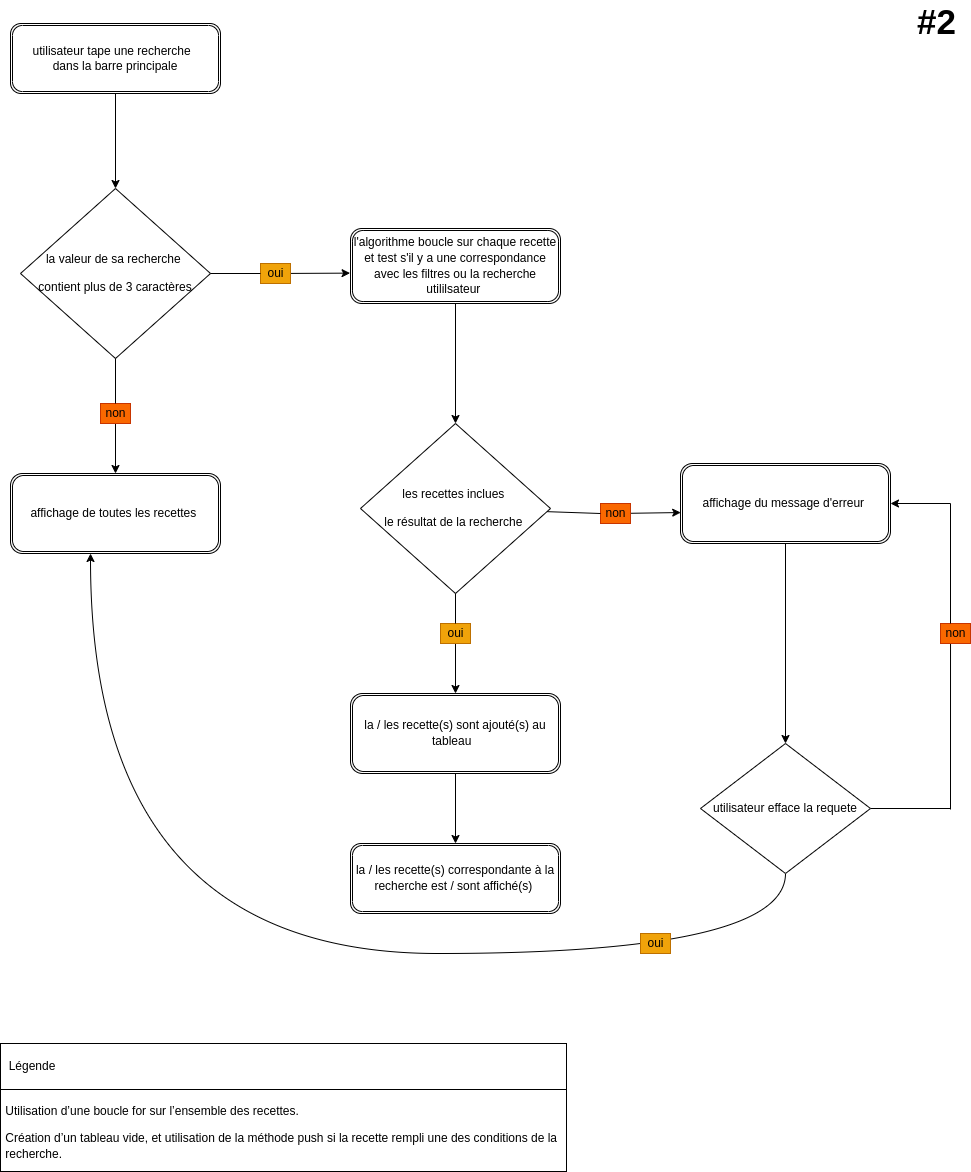 #2
utilisateur tape une recherche
dans la barre principale
la valeur de sa recherche
contient plus de 3 caractères
oui
l'algorithme boucle sur chaque recette
et test s'il y a une correspondance
avec les filtres ou la recherche
utililsateur
non
affichage de toutes les recettes
les recettes inclues
le résultat de la recherche
non
affichage du message d'erreur
oui
non
la / les recette(s) sont ajouté(s) au
tableau
utilisateur efface la requete
la / les recette(s) correspondante à la
recherche est / sont affiché(s)
oui
Légende
Utilisation d’une boucle for sur l’ensemble des recettes.
Création d’un tableau vide, et utilisation de la méthode push si la recette rempli une des conditions de la
recherche.